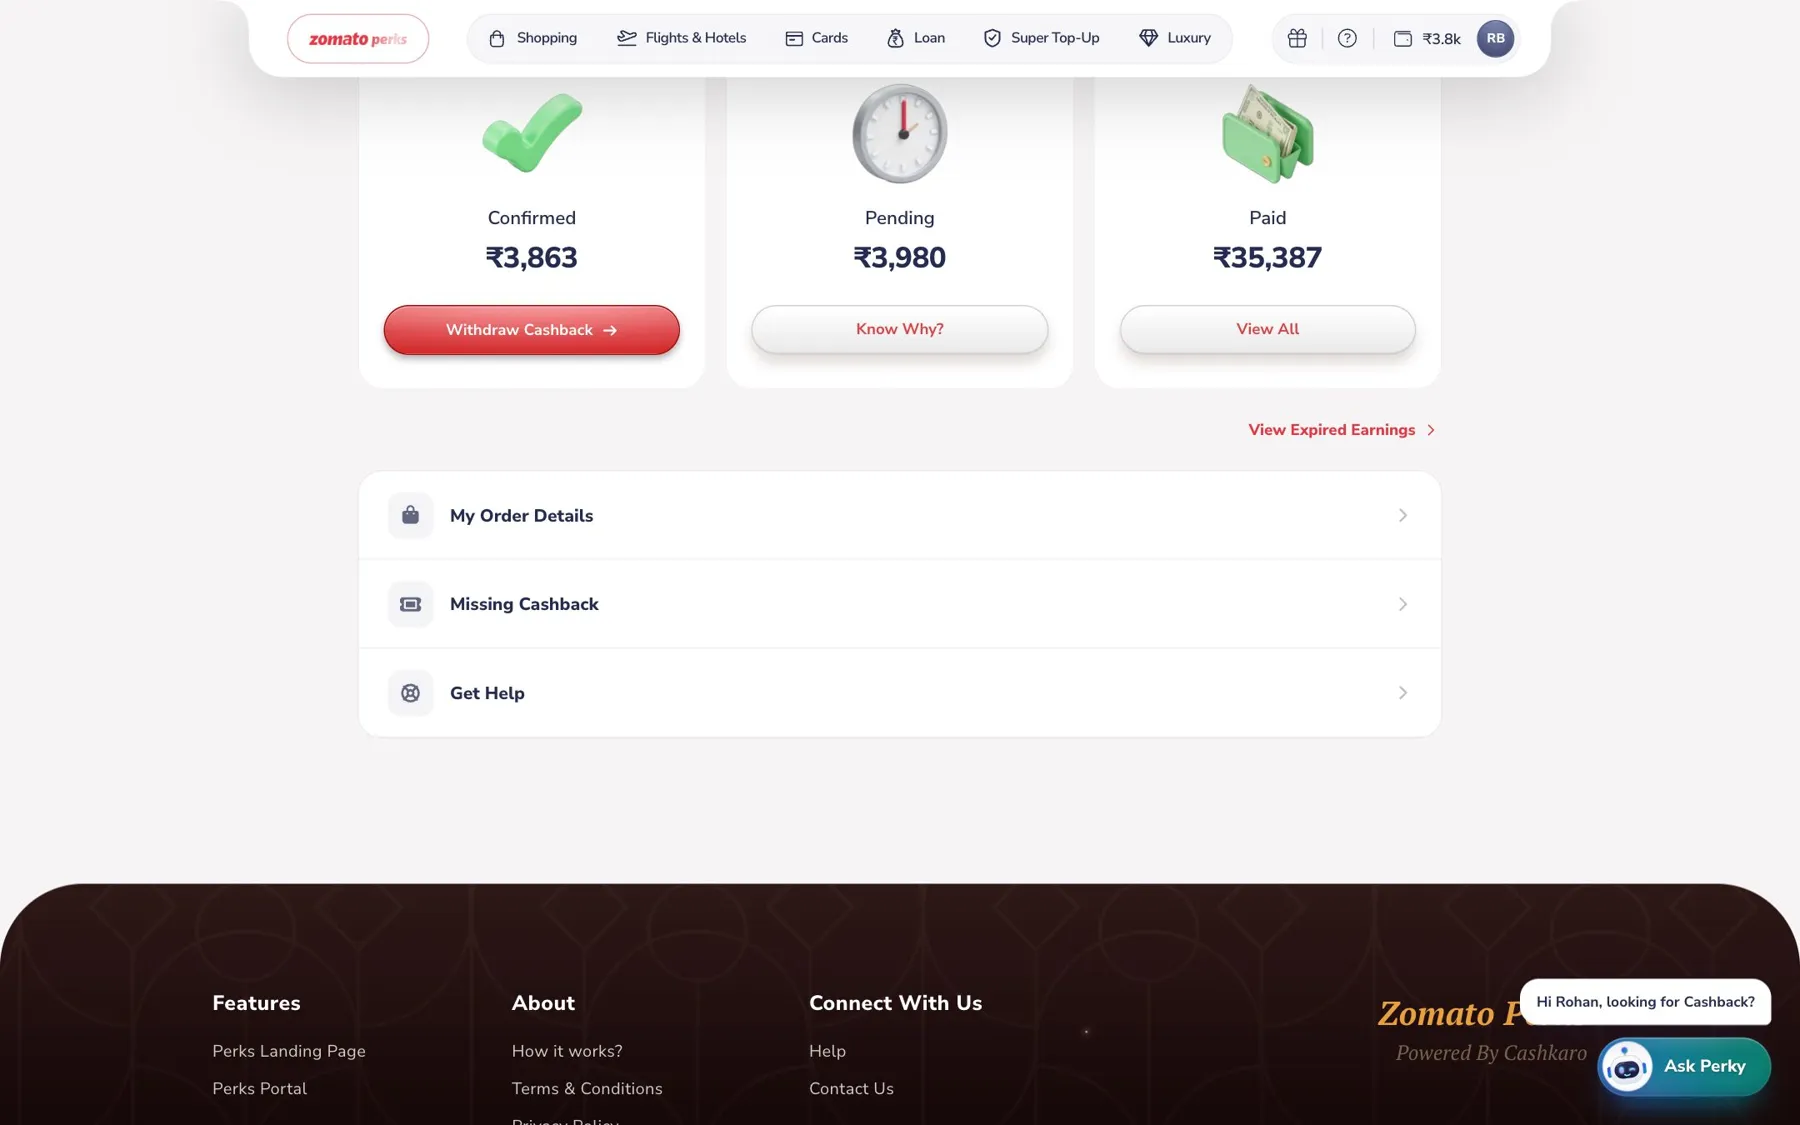 zomato perks
Shopping
Flights & Hotels
Cards
Loan
Super Top-Up
Luxury
₹3.8k
RB
Confirmed
₹3,863
Withdraw Cashback
Pending
₹3,980
Know Why?
Paid
₹35,387
View All
View Expired Earnings
My Order Details
Missing Cashback
Get Help
Features
Perks Landing Page
Perks Portal
About
How it works?
Terms & Conditions
Privacy Policy
Connect With Us
Help
Contact Us
Zomato
Powered By Cashkaro
Hi Rohan, looking for Cashback?
Ask Perky